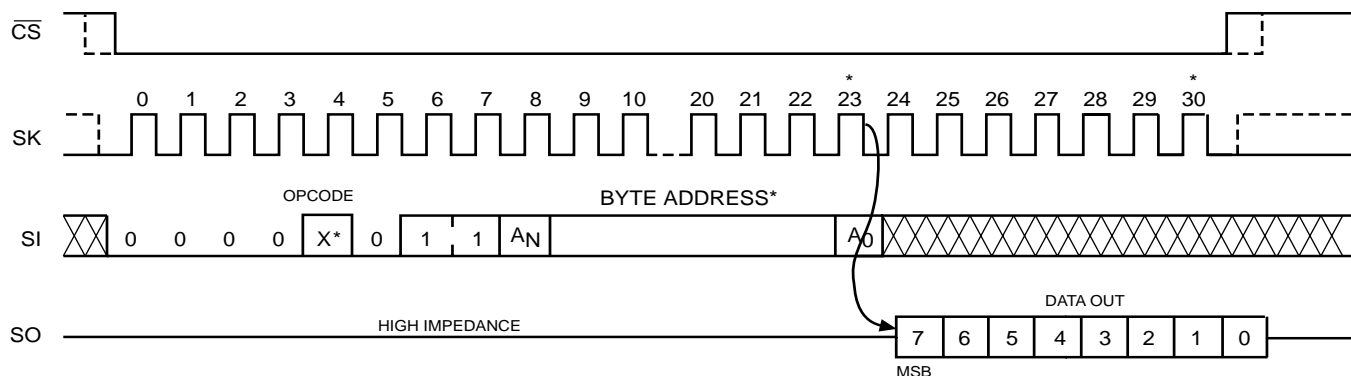 CS
* *
0 1 2 3 4 5 6 7 8 9 10 20 21 22 23 24 25 26 27 28 29 30
SK
OPCODE
BYTE ADDRESS*
SI 0 0 0 0 X* 0 1 1 AN A0
DATA OUT
SO HIGH IMPEDANCE 7 6 5 4 3 2 1 0
MSB